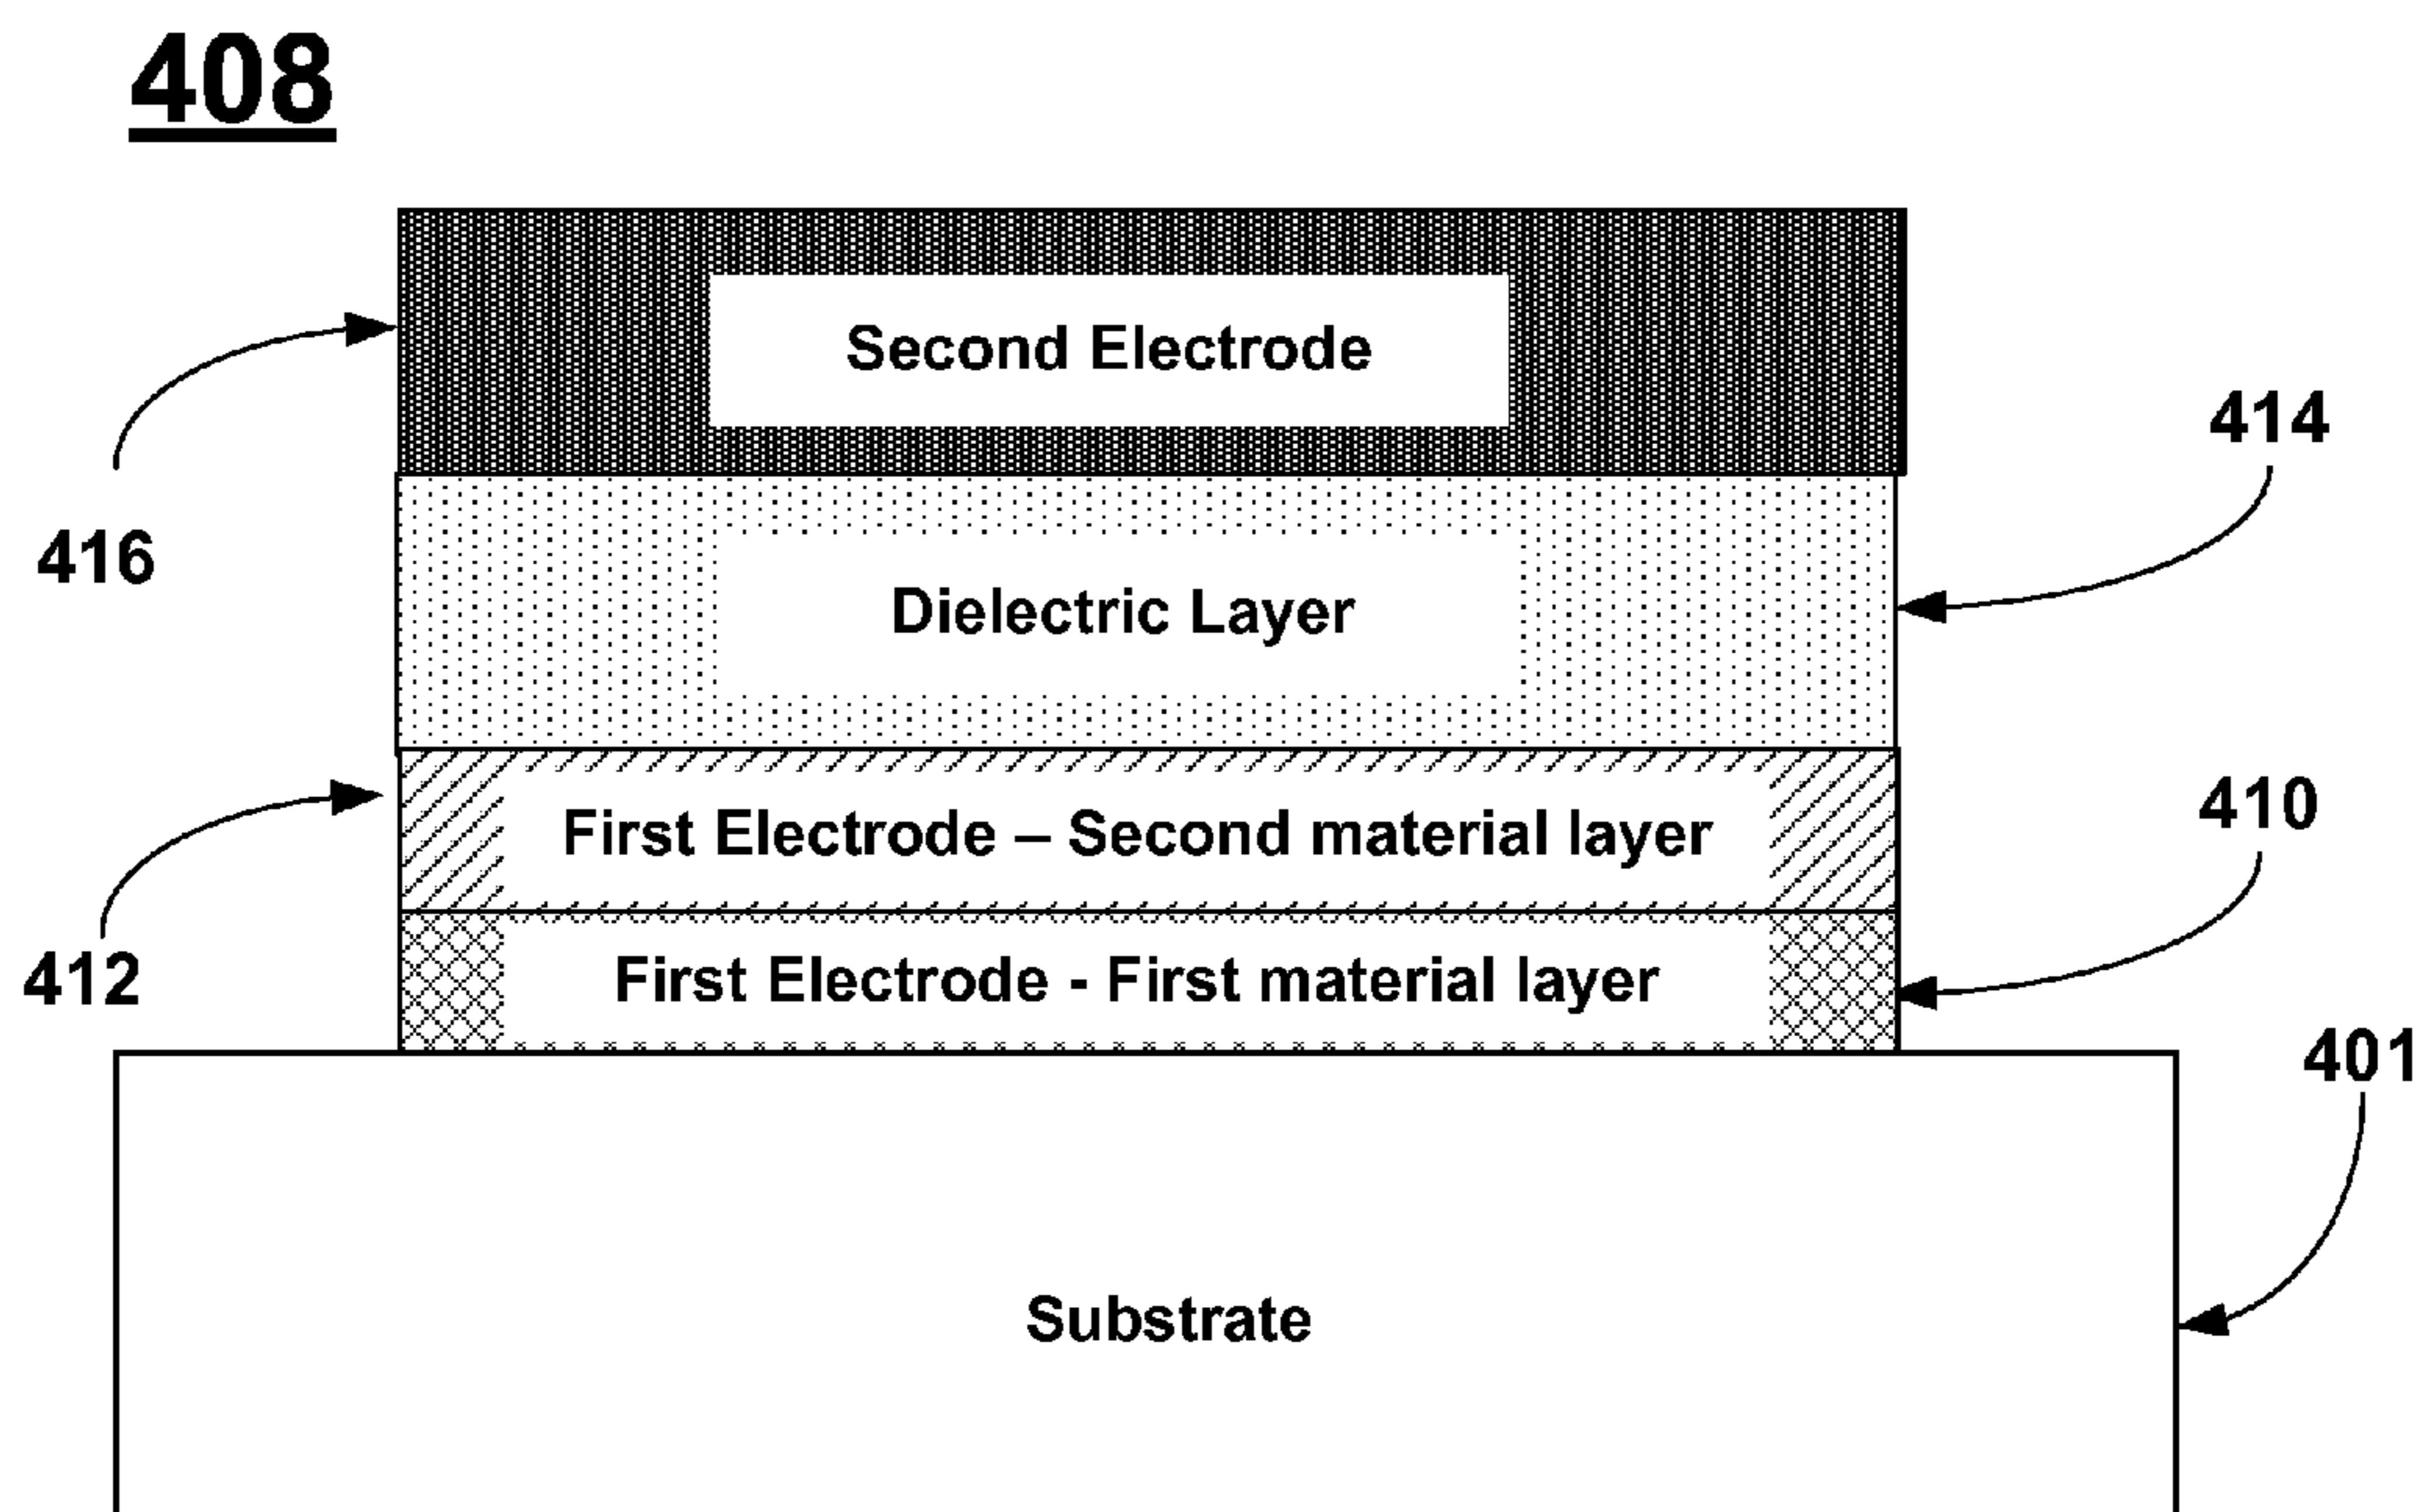 408
Second Electrode
414
416
Dielectric Layer
410
First Electrode – Second material layer
412
First Electrode - First material layer
401
Substrate